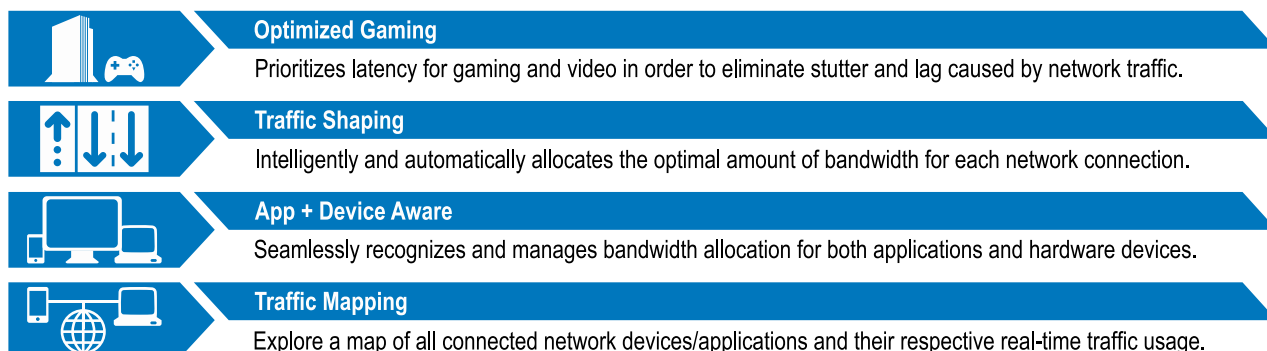 Optimized Gaming
Prioritizes latency for gaming and video in order to eliminate stutter and lag caused by network traffic.
Traffic Shaping
Intelligently and automatically allocates the optimal amount of bandwidth for each network connection.
App + Device Aware
Seamlessly recognizes and manages bandwidth allocation for both applications and hardware devices.
Traffic Mapping
Explore a map of all connected network devices/applications and their respective real-time traffic usage.